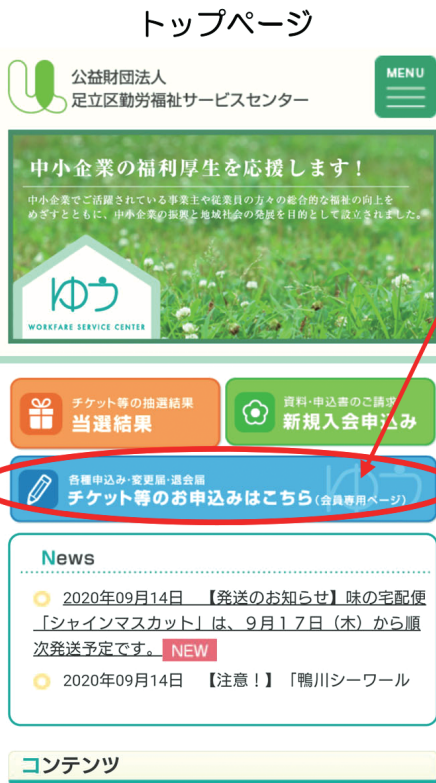 トップページ
公益財団法人
足立区勤労福祉サービスセンター
MENU
中小企業の福利厚生を応援します！
中小企業でご活躍されている事業主や従業員の方々の総合的な福祉の向上を
めざすとともに、中小企業の振興と地域社会の発展を目的として設立されました。
ゆう
WORKFARE SERVICE CENTER
チケット等の抽選結果
当選結果
資料・申込書のご請求
新規入会申込み
各種申込み・変更届・退会届
チケット等のお申込みはこちら(会員専用ページ)
ゆう
News
2020年09月14日 【発送のお知らせ】味の宅配便
「シャインマスカット」は、９月１７日（木）から順
次発送予定です。 NEW
2020年09月14日 【注意！】「鴨川シーワール
コンテンツ